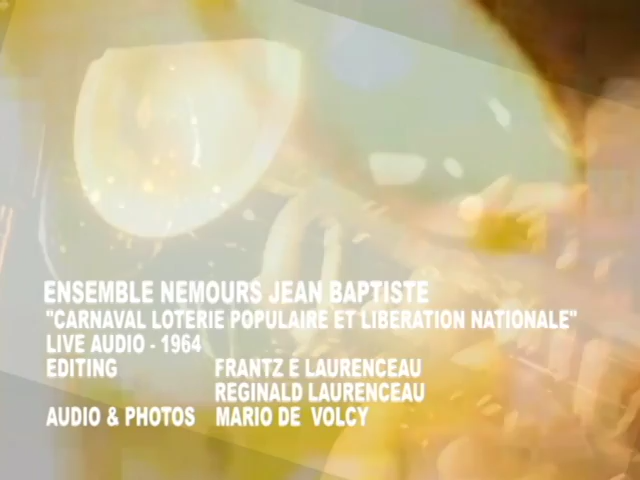 ENSEMBLE NEMOURS JEAN BAPTISTE
"CARNAVAL LOTERIE POPULAIRE ET LIBERATION NATIONALE"
LIVE AUDIO - 1964
EDITING FRANTZ E LAURENCEAU
REGINALD LAURENCEAU
AUDIO & PHOTOS MARIO DE VOLCY